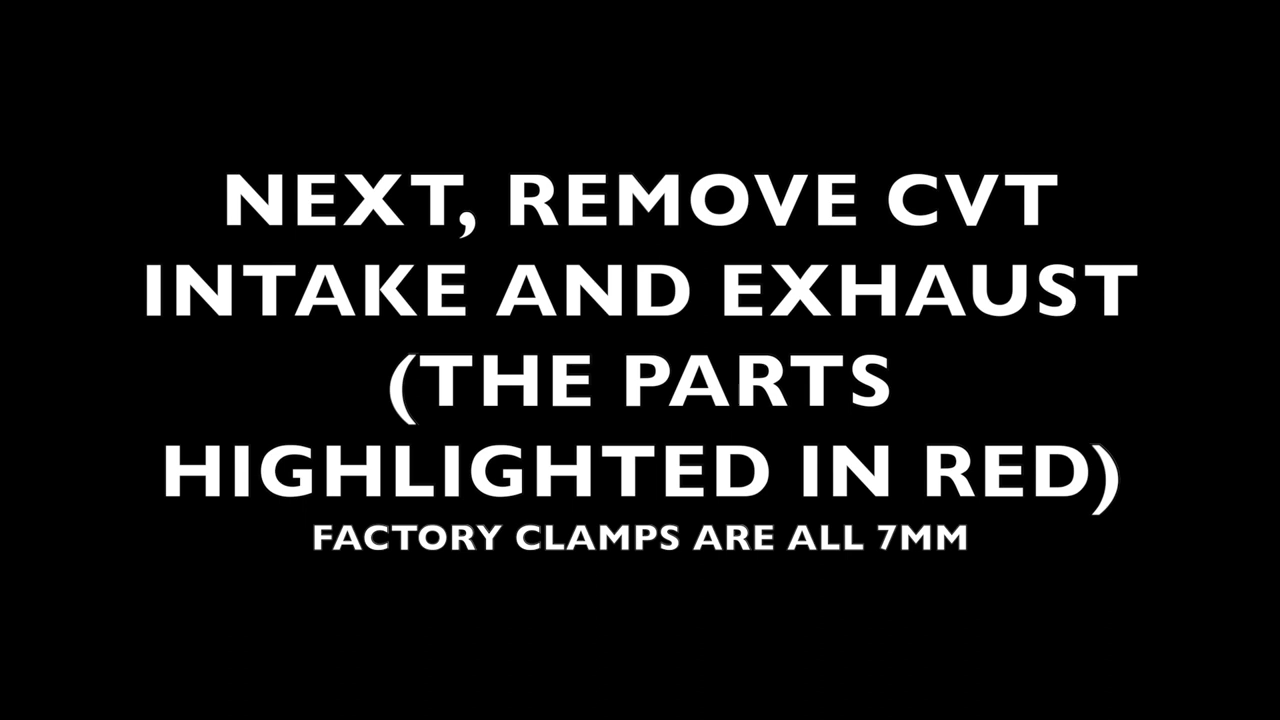 NEXT, REMOVE CVT
INTAKE AND EXHAUST
(THE PARTS
HIGHLIGHTED IN RED)
FACTORY CLAMPS ARE ALL 7MM